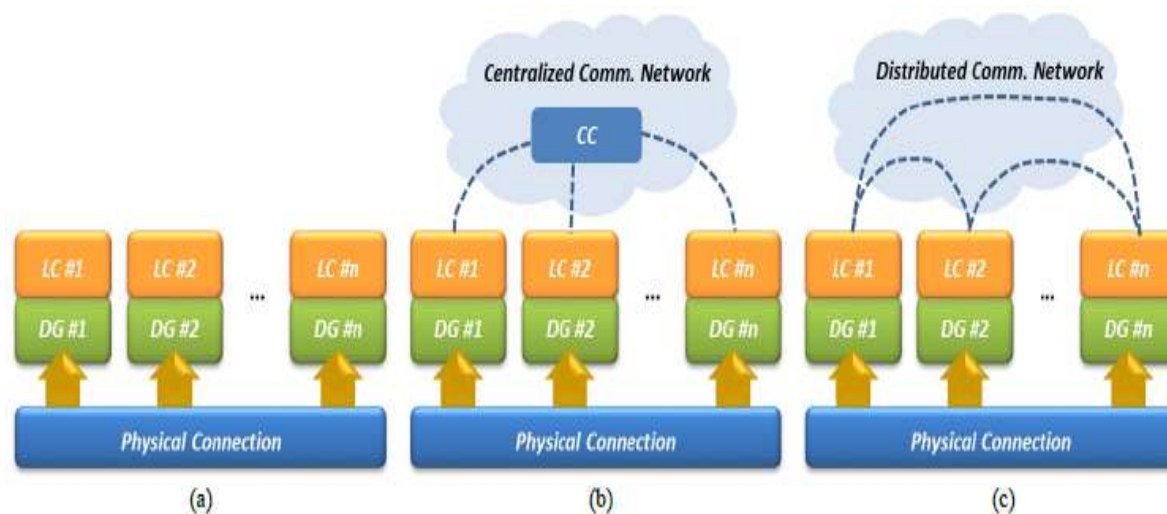 Centralized Comm. Network
Distributed Comm. Network
CC
LC #1
LC #2
LC #n
LC #1
LC #2
LC #n
LC #1
LC #2
LC #n
...
...
...
DG #1
DG #2
DG #n
DG #1
DG #2
DG #n
DG #1
DG #2
DG #n
Physical Connection
Physical Connection
Physical Connection
(a)
(b)
(c)